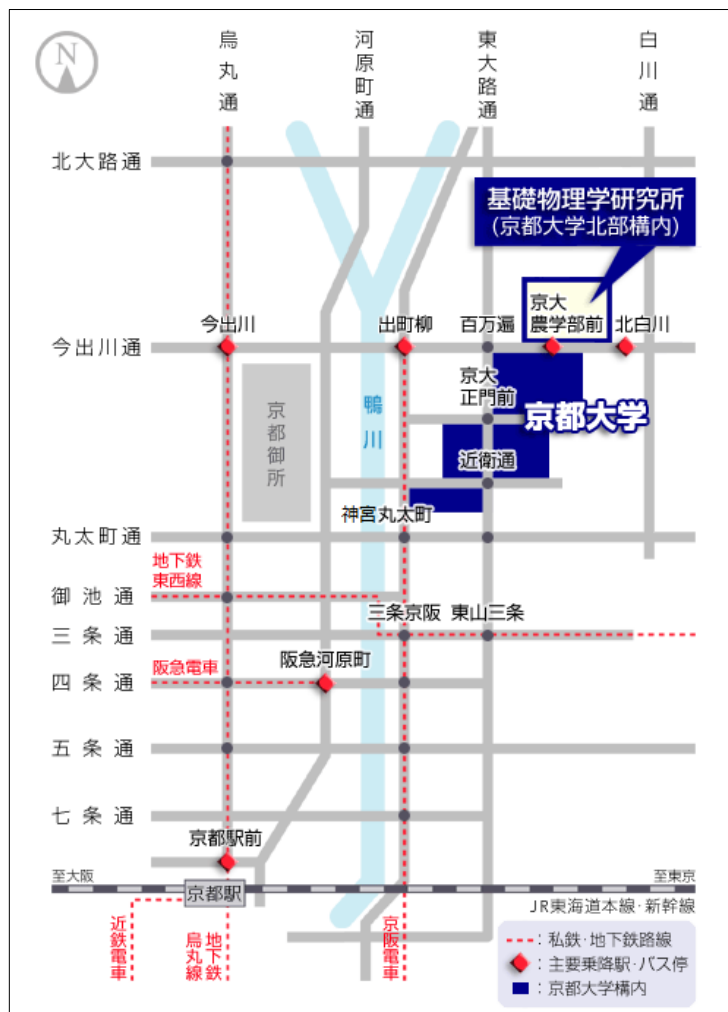 N
烏丸通
河原町通
東大路通
白川通
北大路通
基礎物理学研究所
(京都大学北部構内)
京大
農学部前
今出川
出町柳
百万遍
北白川
今出川通
京大
正門前
京都大学
京都御所
鴨川
近衛通
神宮丸太町
丸太町通
地下鉄
東西線
御池通
三条京阪
東山三条
三条通
阪急河原町
阪急電車
四条通
五条通
七条通
京都駅前
至大阪
至東京
京都駅
JR東海道本線・新幹線
近鉄電車
地下鉄
烏丸線
京阪電車
:私鉄・地下鉄路線
:主要乗降駅・バス停
:京都大学構内